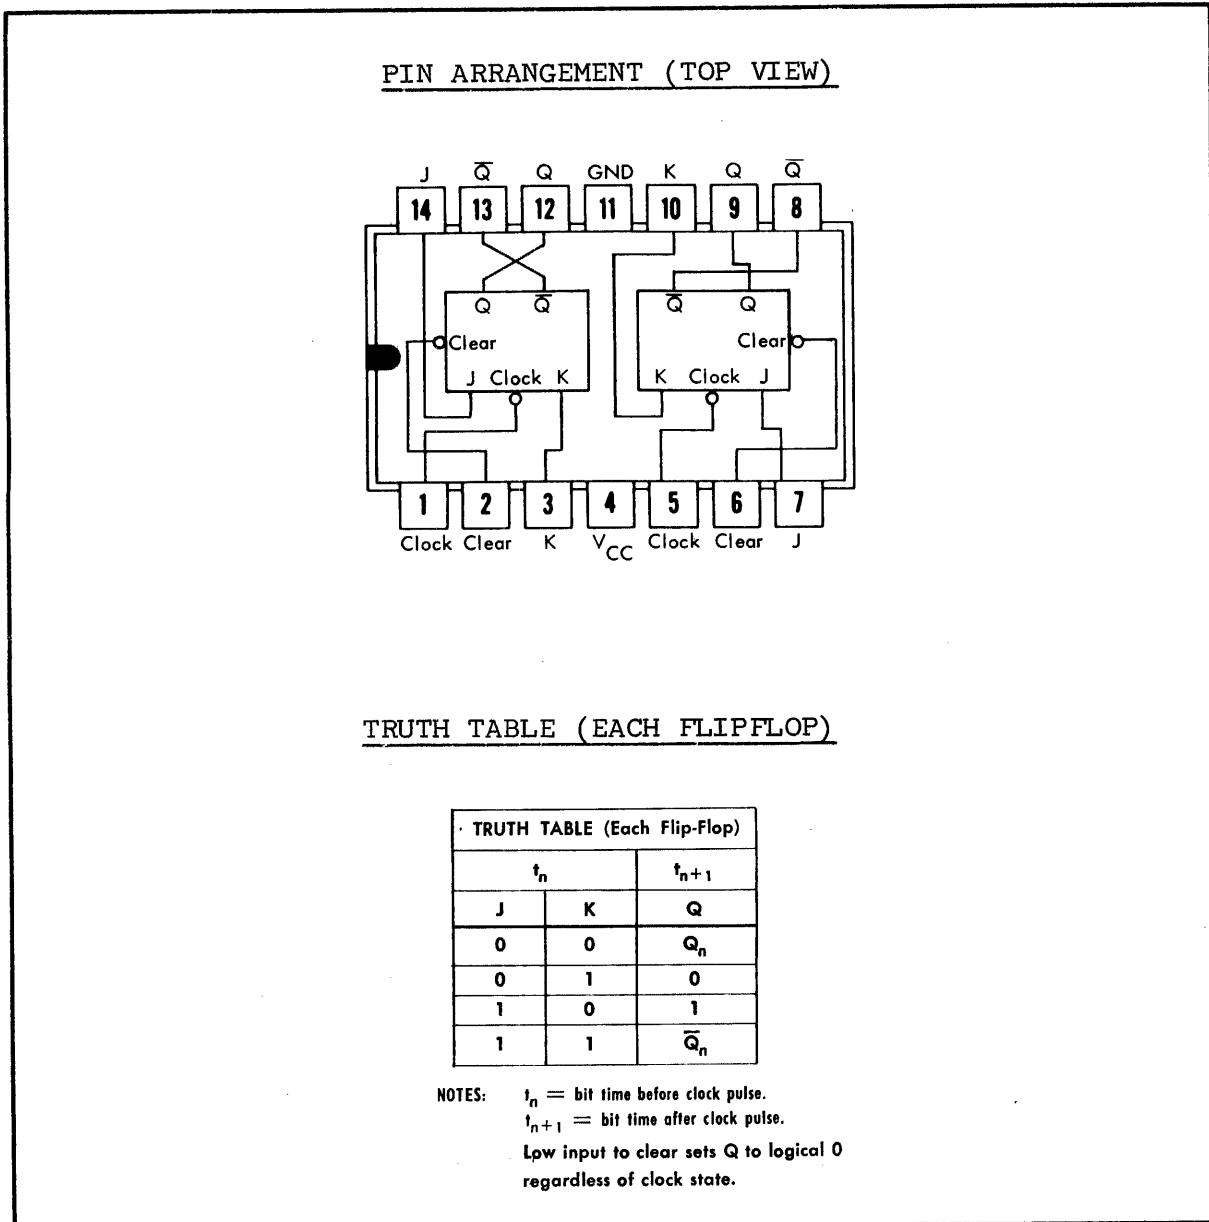 PIN ARRANGEMENT (TOP VIEW)
J Q̅ Q GND K Q Q̅
14 13 12 11 10 9 8
Q Q̅ Q̅ Q
Clear Clear
J Clock K K Clock J
1 2 3 4 5 6 7
Clock Clear K VCC Clock Clear J
TRUTH TABLE (EACH FLIPFLOP)
TRUTH TABLE (Each Flip-Flop)
tn tn+1
J K Q
0 0 Qn
0 1 0
1 0 1
1 1 Q̅n
NOTES: tn = bit time before clock pulse.
tn+1 = bit time after clock pulse.
Low input to clear sets Q to logical 0
regardless of clock state.